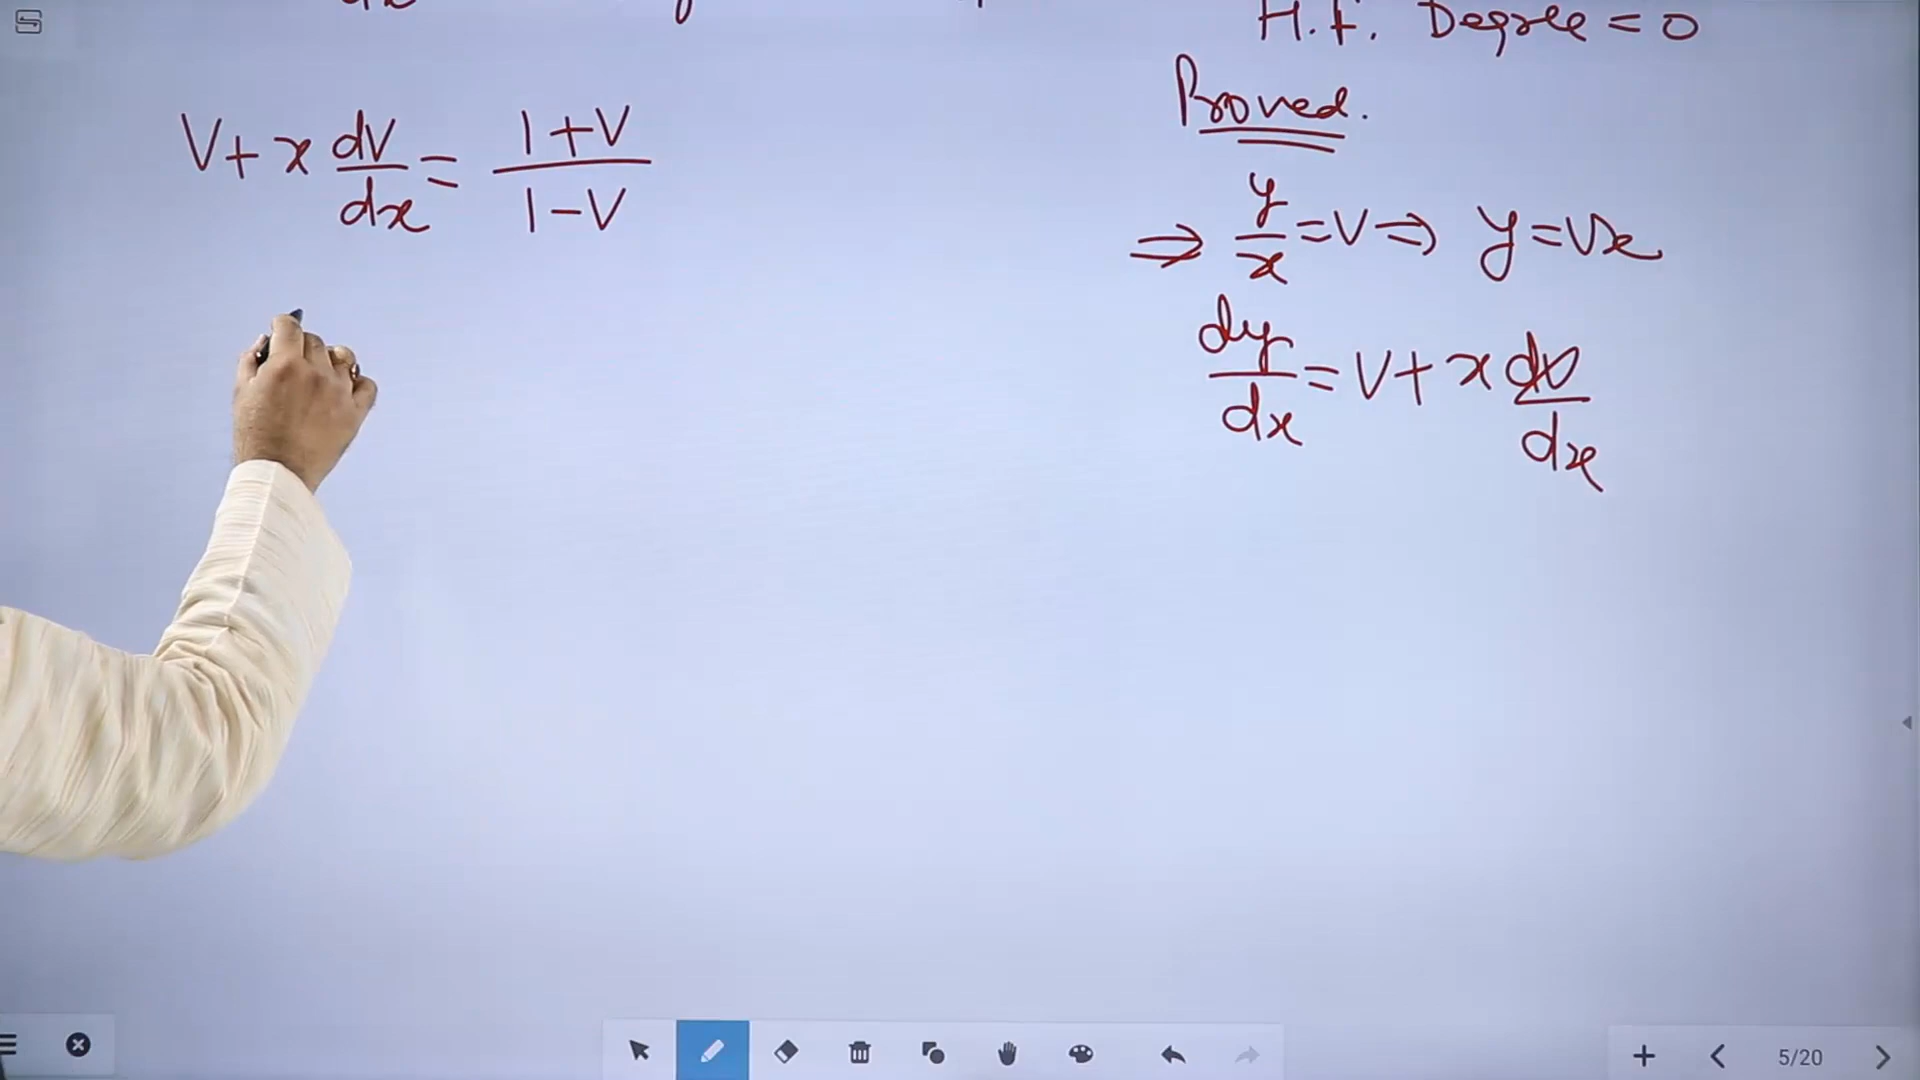 H.F. Degree = 0
Proved.
V + x dV/dx = 1+V/1-V
⇒ y/x = V ⇒ y = Vx
dy/dx = V + x dv/dx
5/20